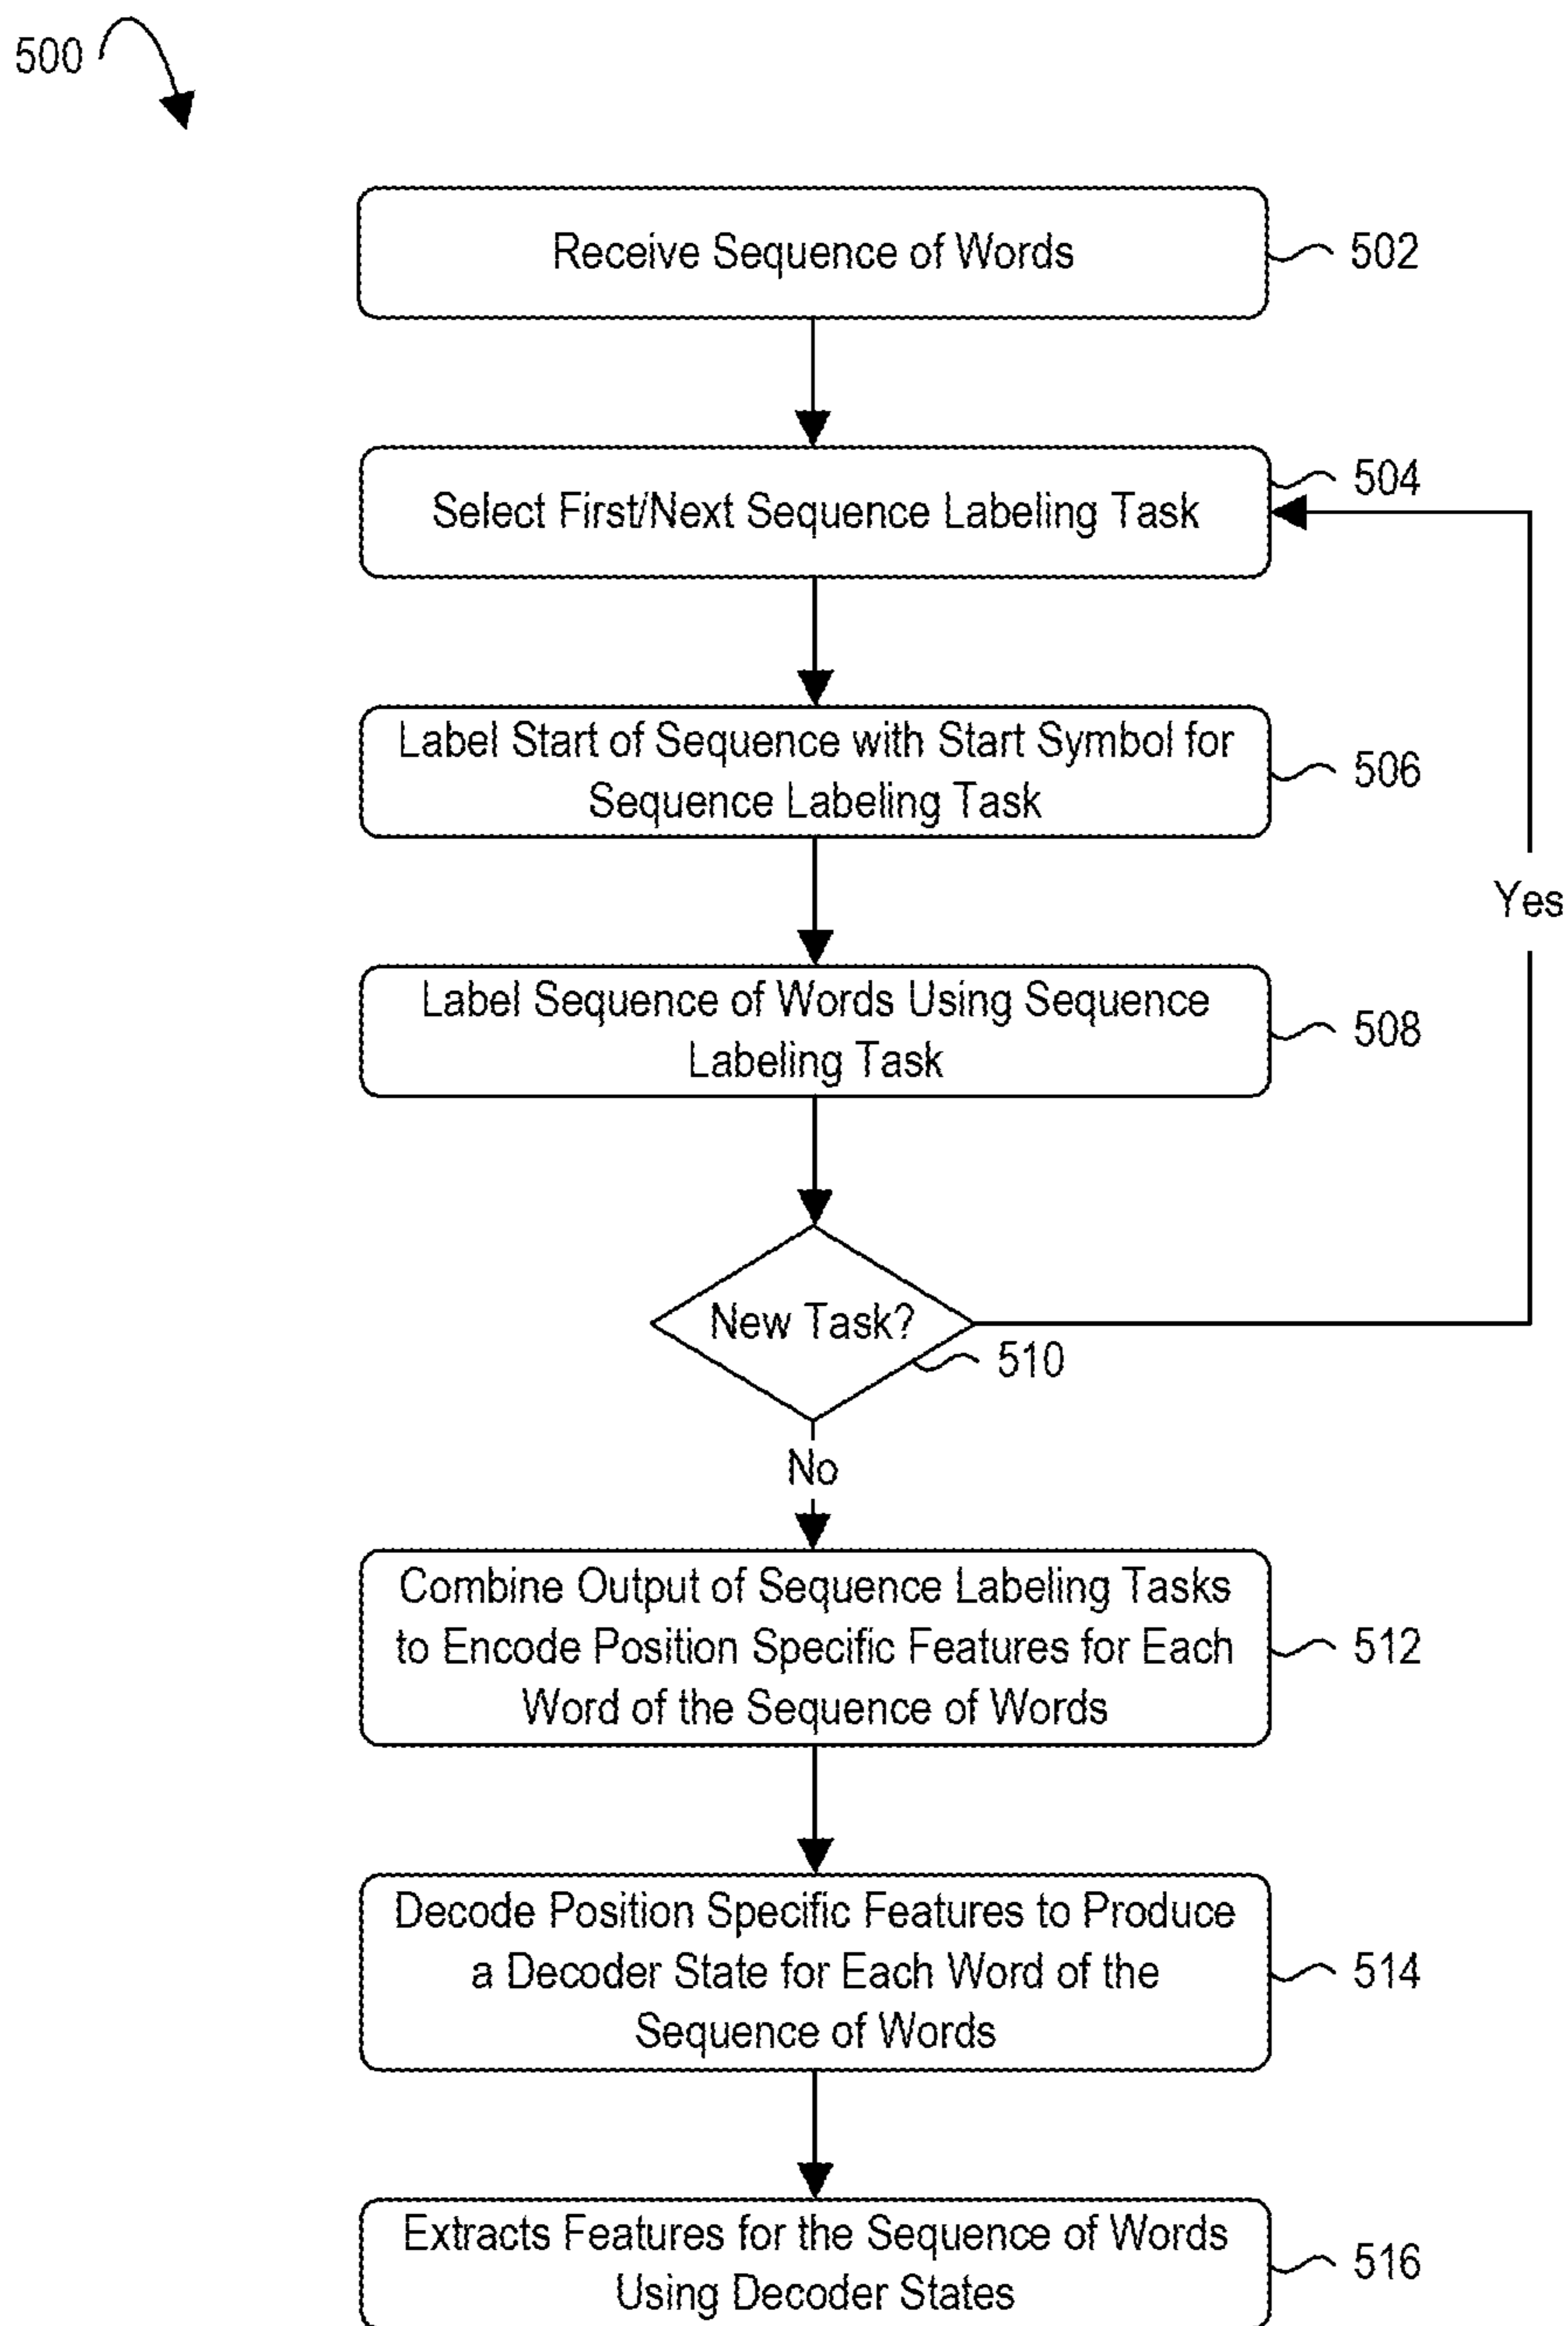 500
Receive Sequence of Words
502
504
Select First/Next Sequence Labeling Task
Label Start of Sequence with Start Symbol for
Sequence Labeling Task
506
Yes
Label Sequence of Words Using Sequence
Labeling Task
508
New Task?
510
No
Combine Output of Sequence Labeling Tasks
to Encode Position Specific Features for Each
Word of the Sequence of Words
512
Decode Position Specific Features to Produce
a Decoder State for Each Word of the
Sequence of Words
514
Extracts Features for the Sequence of Words
Using Decoder States
516